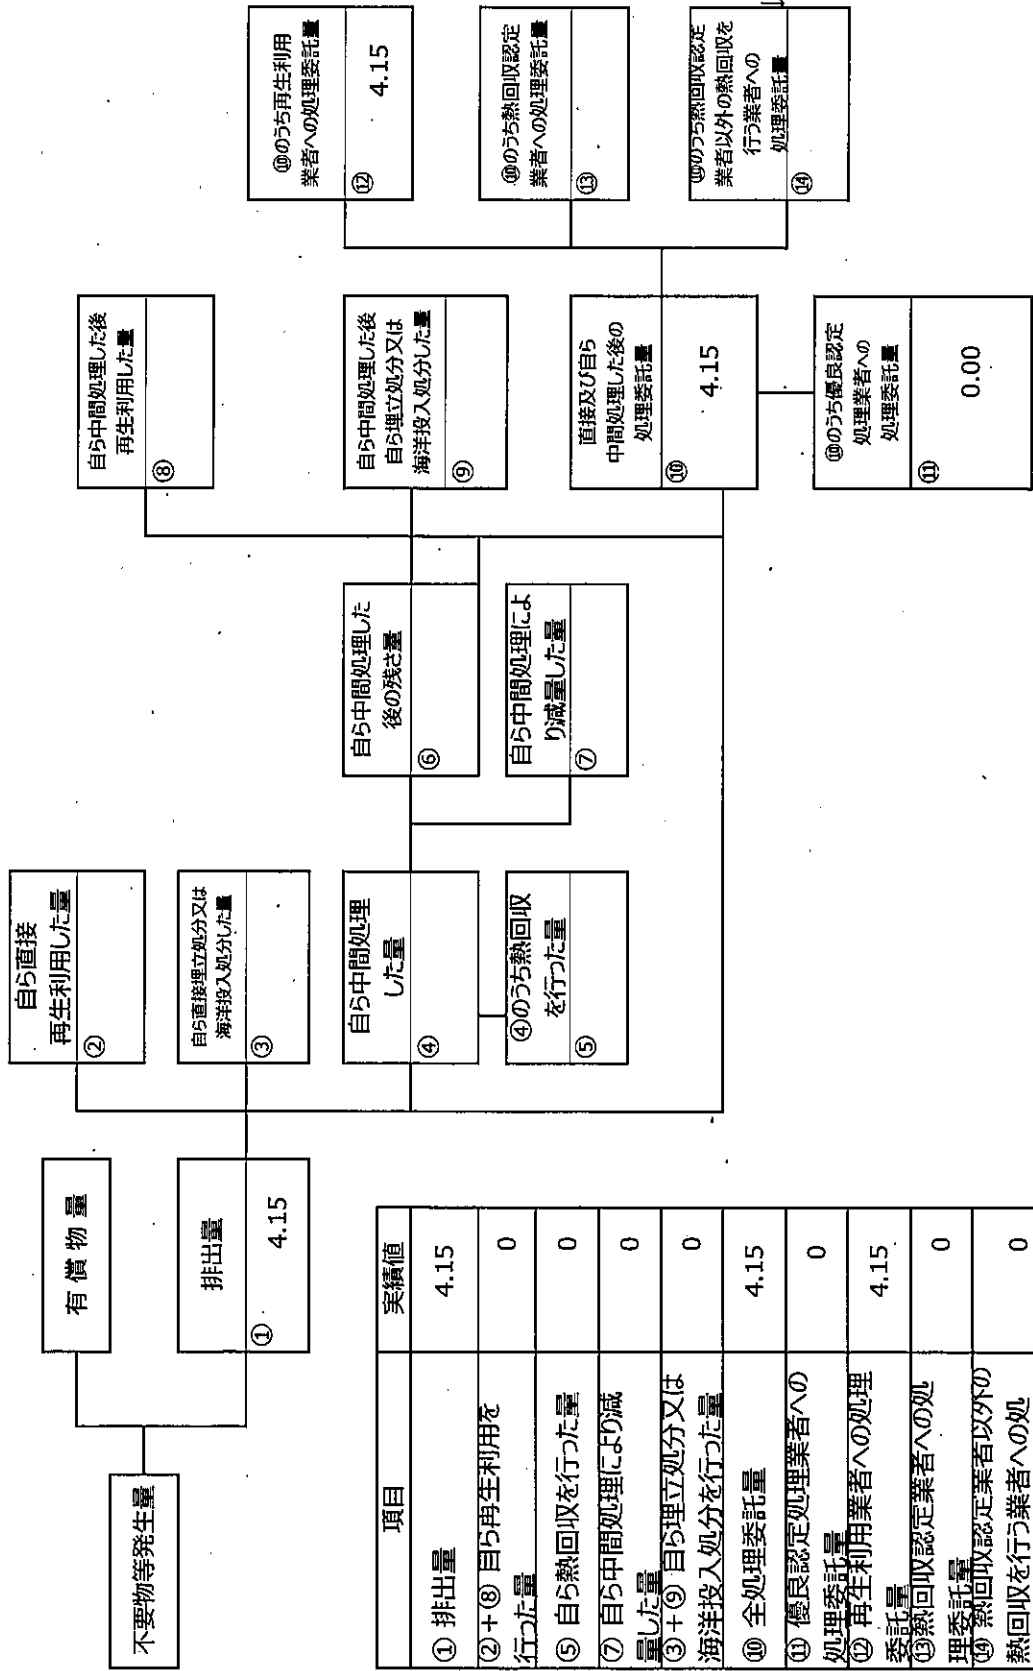 不要物等発生量
有償物量
排出量
①
4.15
自ら直接
再生利用した量
②
自ら直接埋立処分又は
海洋投入処分した量
③
自ら中間処理
した量
④
④のうち熱回収
を行った量
⑤
自ら中間処理した
後の残さ量
⑥
自ら中間処理によ
り減量した量
⑦
自ら中間処理した後
再生利用した量
⑧
自ら中間処理した後
自ら埋立処分又は
海洋投入処分した量
⑨
直接及び自ら
中間処理した後の
処理委託量
⑩
4.15
⑩のうち優良認定
処理業者への
処理委託量
⑪
0.00
⑩のうち再生利用
業者への処理委託量
⑫
4.15
⑩のうち熱回収認定
業者への処理委託量
⑬
⑩のうち熱回収認定
業者以外の熱回収を
行う業者への
処理委託量
⑭
項目 実績値
① 排出量 4.15
②+⑧ 自ら再生利用を
行った量 0
⑤ 自ら熱回収を行った量 0
⑦ 自ら中間処理により減
量した量 0
③+⑨ 自ら埋立処分又は
海洋投入処分を行った量 0
⑩ 全処理委託量 4.15
⑪ 優良認定処理業者への
処理委託量 0
⑫ 再生利用業者への処理
委託量 4.15
⑬熱回収認定業者への処
理委託量 0
⑭ 熱回収認定業者以外の
熱回収を行う業者への処 0